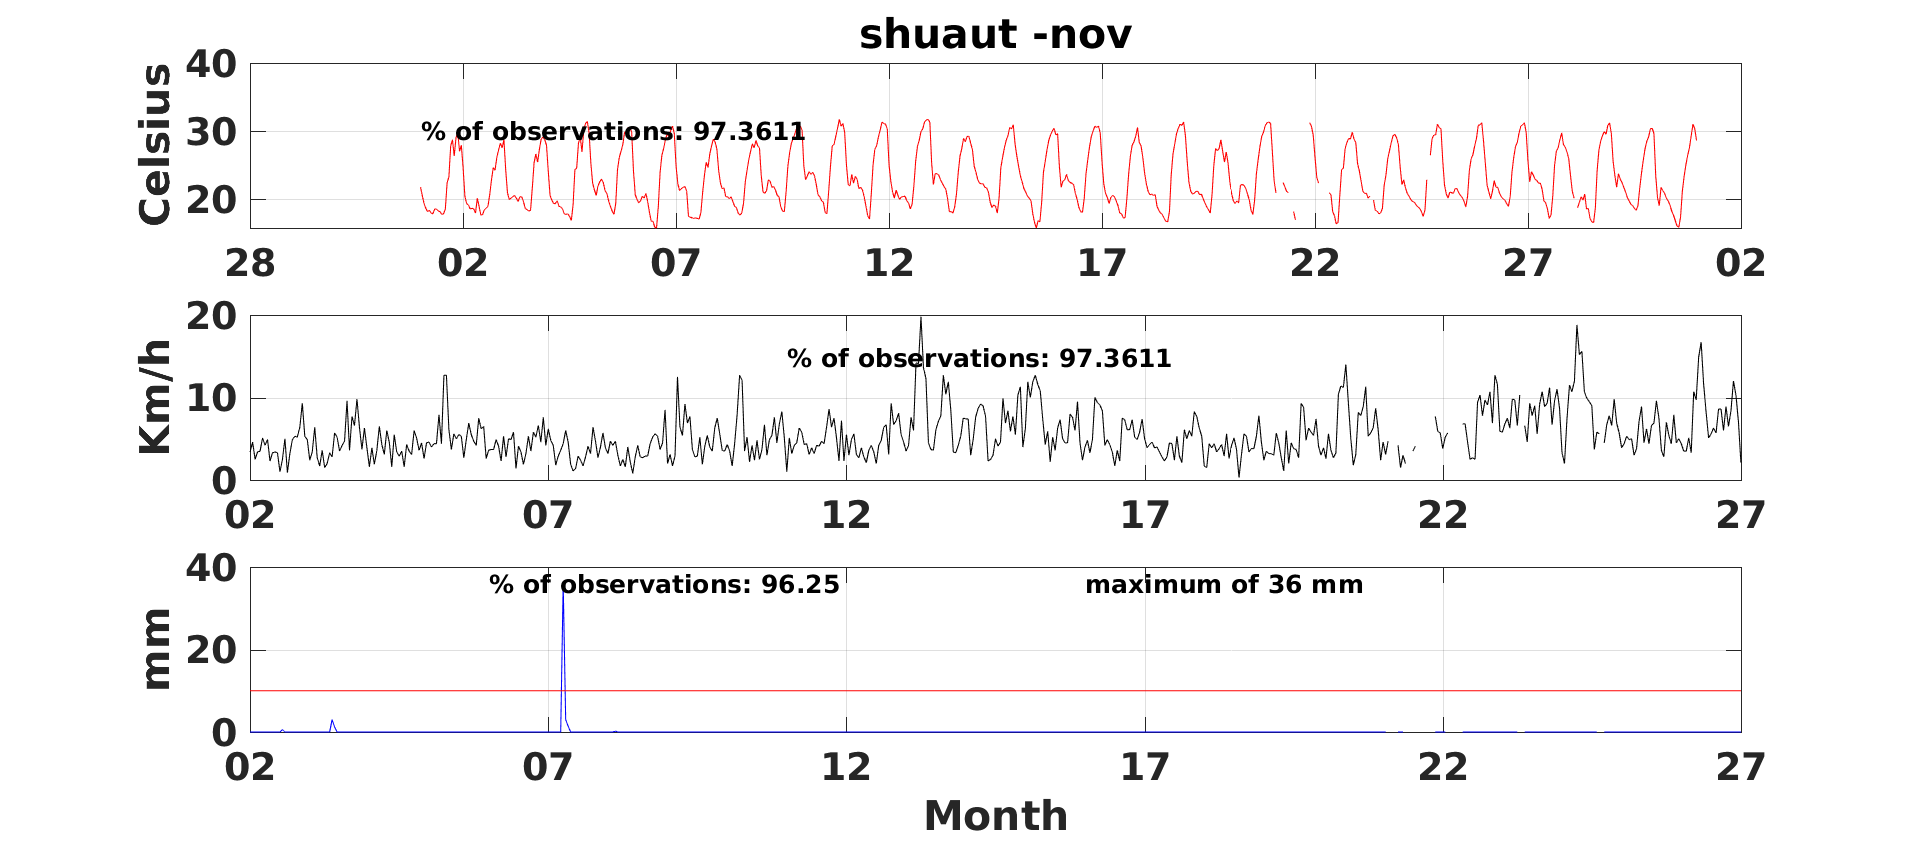 shuaut -nov
Celsius
40
30
20
% of observations: 97.3611
28 02 07 12 17 22 27 02
Km/h
20
10
0
% of observations: 97.3611
02 07 12 17 22 27
mm
40
20
0
% of observations: 96.25 maximum of 36 mm
02 07 12 17 22 27
Month